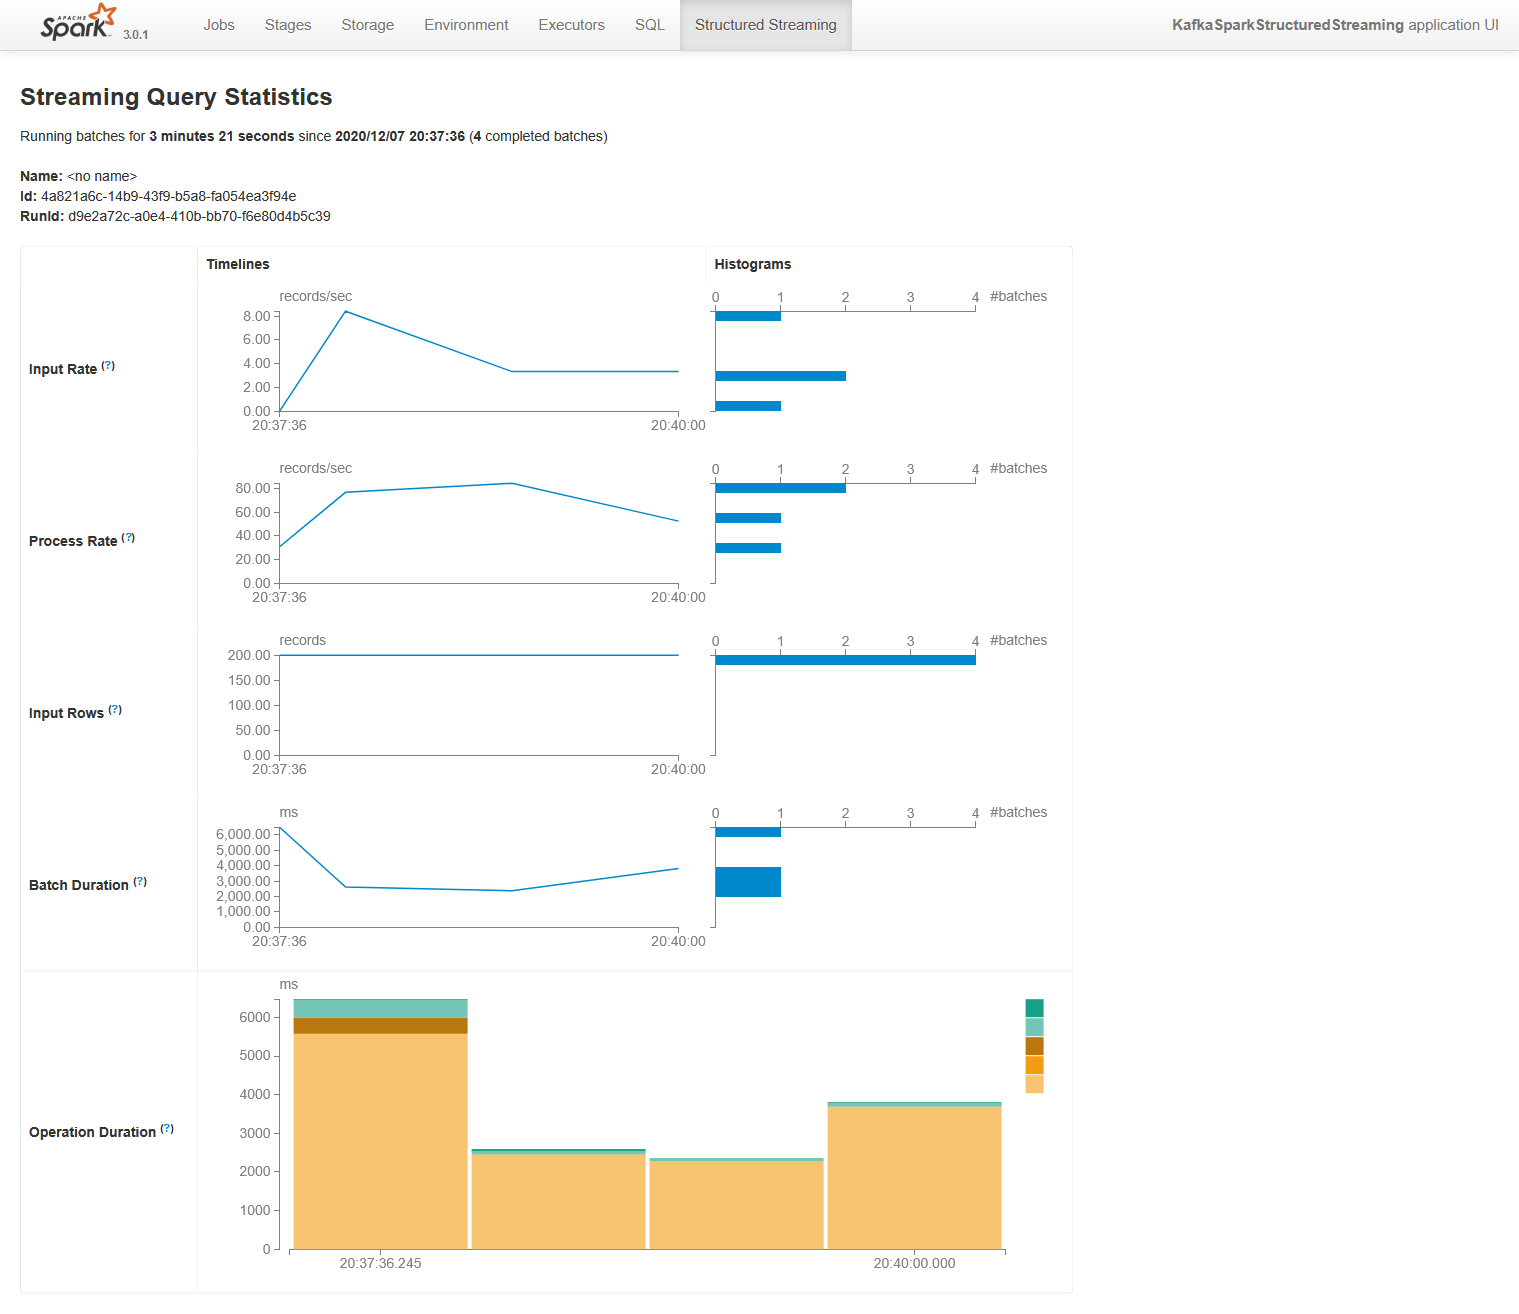 APACHE
Spark 3.0.1 Jobs Stages Storage Environment Executors SQL Structured Streaming KafkaSparkStructuredStreaming application UI
Streaming Query Statistics
Running batches for 3 minutes 21 seconds since 2020/12/07 20:37:36 (4 completed batches)
Name: <no name>
Id: 4a821a6c-14b9-43f9-b5a8-fa054ea3f94e
RunId: d9e2a72c-a0e4-410b-bb70-f6e80d4b5c39
Timelines Histograms
Input Rate (?)
records/sec
8.00
6.00
4.00
2.00
0.00
20:37:36 20:40:00
0 1 2 3 4 #batches
Process Rate (?)
records/sec
80.00
60.00
40.00
20.00
0.00
20:37:36 20:40:00
0 1 2 3 4 #batches
Input Rows (?)
records
200.00
150.00
100.00
50.00
0.00
20:37:36 20:40:00
0 1 2 3 4 #batches
Batch Duration (?)
ms
6,000.00
5,000.00
4,000.00
3,000.00
2,000.00
1,000.00
0.00
20:37:36 20:40:00
0 1 2 3 4 #batches
Operation Duration (?)
ms
6000
5000
4000
3000
2000
1000
0
20:37:36.245 20:40:00.000